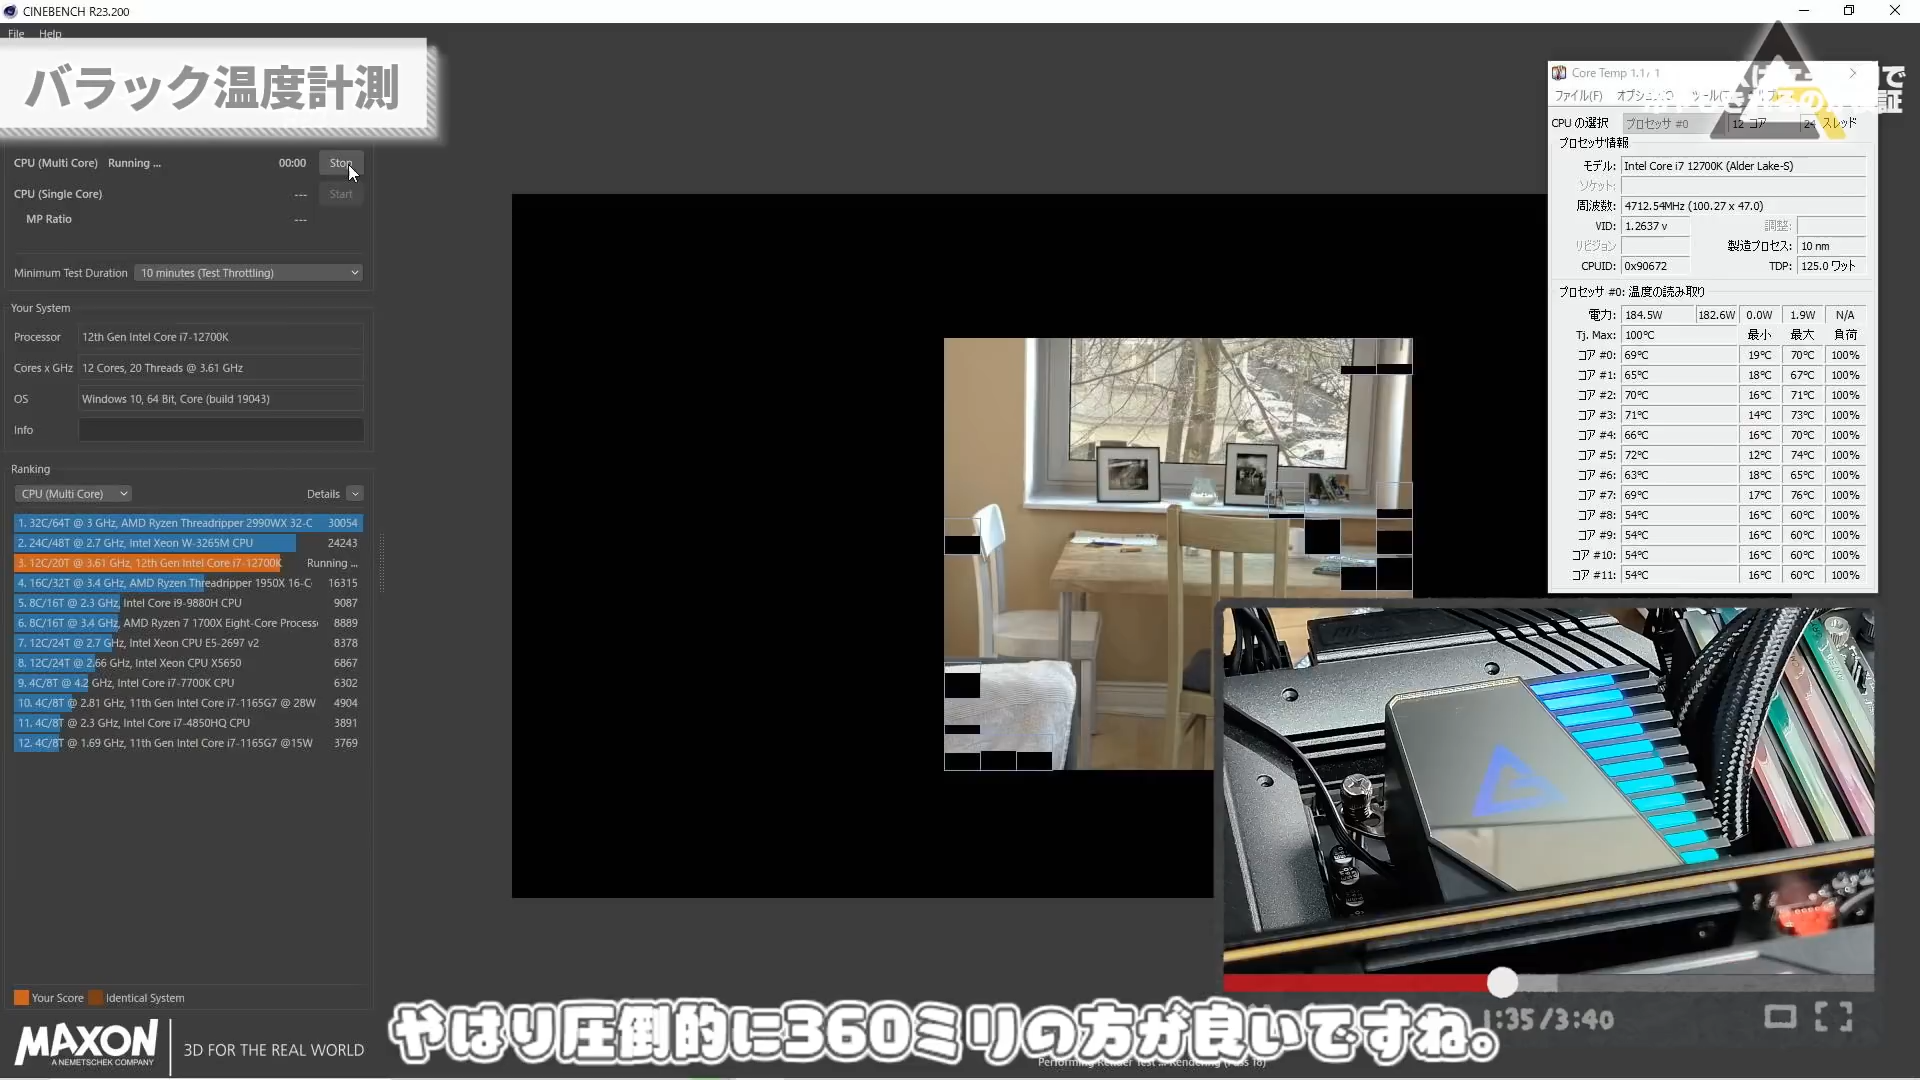 CINEBENCH R23.200
File Help
バラック温度計測
CPU (Multi Core) Running ... 00:00 Stop
CPU (Single Core) --- Start
MP Ratio ---
Minimum Test Duration 10 minutes (Test Throttling)
Your System
Processor 12th Gen Intel Core i7-12700K
Cores x GHz 12 Cores, 20 Threads @ 3.61 GHz
OS Windows 10, 64 Bit, Core (build 19043)
Info
Ranking
CPU (Multi Core) Details
1. 32C/64T @ 3 GHz, AMD Ryzen Threadripper 2990WX 32-C 30054
2. 24C/48T @ 2.7 GHz, Intel Xeon W-3265M CPU 24243
3. 12C/20T @ 3.61 GHz, 12th Gen Intel Core i7-12700K Running ...
4. 16C/32T @ 3.4 GHz, AMD Ryzen Threadripper 1950X 16-C 16315
5. 8C/16T @ 2.3 GHz, Intel Core i9-9880H CPU 9087
6. 8C/16T @ 3.4 GHz, AMD Ryzen 7 1700X Eight-Core Process 8889
7. 12C/24T @ 2.7 GHz, Intel Xeon CPU E5-2697 v2 8378
8. 12C/24T @ 2.66 GHz, Intel Xeon CPU X5650 6867
9. 4C/8T @ 4.2 GHz, Intel Core i7-7700K CPU 6302
10. 4C/8T @ 2.81 GHz, 11th Gen Intel Core i7-1165G7 @ 28W 4904
11. 4C/8T @ 2.3 GHz, Intel Core i7-4850HQ CPU 3891
12. 4C/8T @ 1.69 GHz, 11th Gen Intel Core i7-1165G7 @15W 3769
Your Score Identical System
MAXON
A NEMETSCHEK COMPANY
3D FOR THE REAL WORLD
Core Temp
ファイル(F)
CPU の選択 プロセッサ #0 12 コア 24 スレッド
プロセッサ情報
モデル: Intel Core i7 12700K (Alder Lake-S)
ソケット:
周波数: 4712.54MHz (100.27 x 47.0)
VID: 1.2637 v 調整:
リビジョン 製造プロセス: 10 nm
CPUID: 0x90672 TDP: 125.0 ワット
プロセッサ #0: 温度の読み取り
電力: 184.5W 182.6W 0.0W 1.9W N/A
Tj. Max: 100℃ 最小 最大 負荷
コア #0: 69℃ 19℃ 70℃ 100%
コア #1: 65℃ 18℃ 67℃ 100%
コア #2: 70℃ 16℃ 71℃ 100%
コア #3: 71℃ 14℃ 73℃ 100%
コア #4: 66℃ 16℃ 70℃ 100%
コア #5: 72℃ 12℃ 74℃ 100%
コア #6: 63℃ 18℃ 65℃ 100%
コア #7: 69℃ 17℃ 76℃ 100%
コア #8: 54℃ 16℃ 60℃ 100%
コア #9: 54℃ 16℃ 60℃ 100%
コア #10: 54℃ 16℃ 60℃ 100%
コア #11: 54℃ 16℃ 60℃ 100%
1:35/3:40
やはり圧倒的に360ミリの方が良いですね。